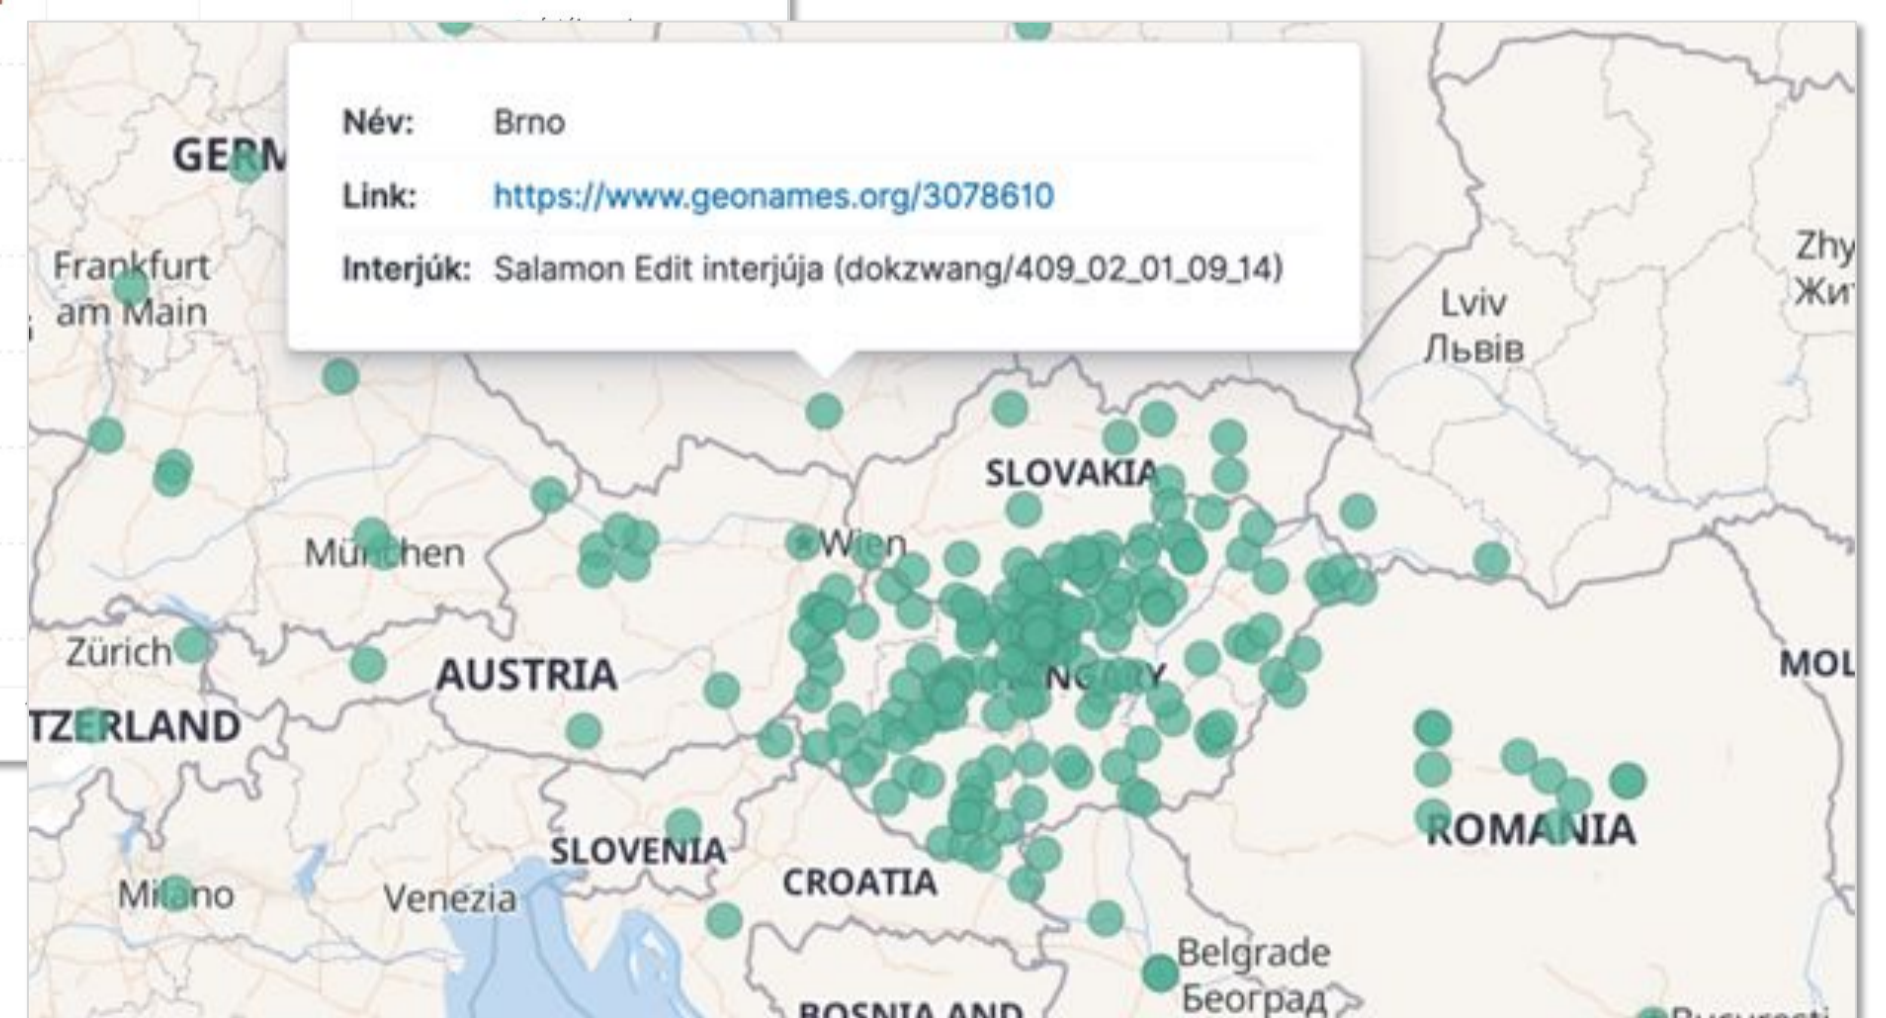 Név: Brno
Link: https://www.geonames.org/3078610
Interjúk: Salamon Edit interjúja (dokzwang/409_02_01_09_14)
GERM
Frankfurt
am Main
Zhy
Жит
Lviv
Львів
SLOVAKIA
München
Wien
Zürich
AUSTRIA
NGARY
MOL
TZERLAND
ROMANIA
SLOVENIA
CROATIA
Milano
Venezia
Belgrade
Београд
BOSNIA AND
București